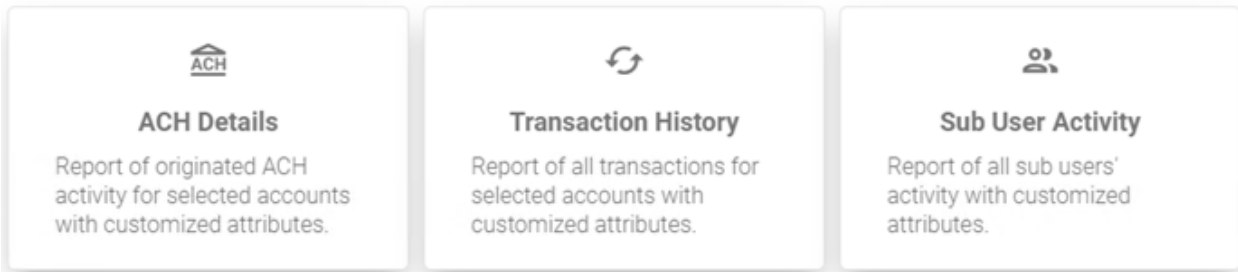 ACH
ACH Details
Report of originated ACH
activity for selected accounts
with customized attributes.
Transaction History
Report of all transactions for
selected accounts with
customized attributes.
Sub User Activity
Report of all sub users'
activity with customized
attributes.